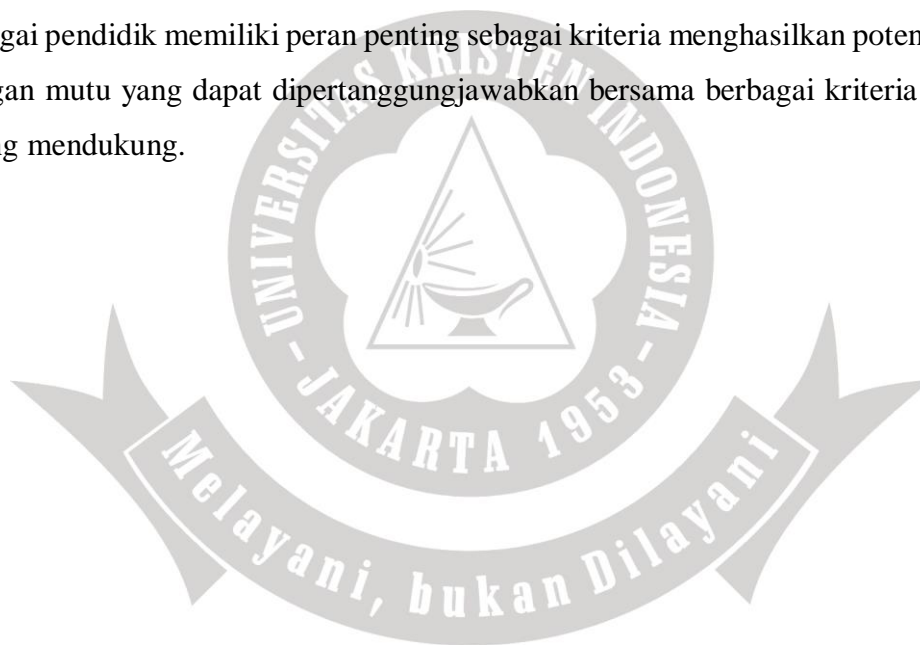 gai pendidik memiliki peran penting sebagai kriteria menghasilkan poten
gan mutu yang dapat dipertanggungjawabkan bersama berbagai kriteria
ng mendukung.
UNIVERSITAS KRISTEN INDONESIA
- JAKARTA 1953 -
Melayani, bukan Dilayani